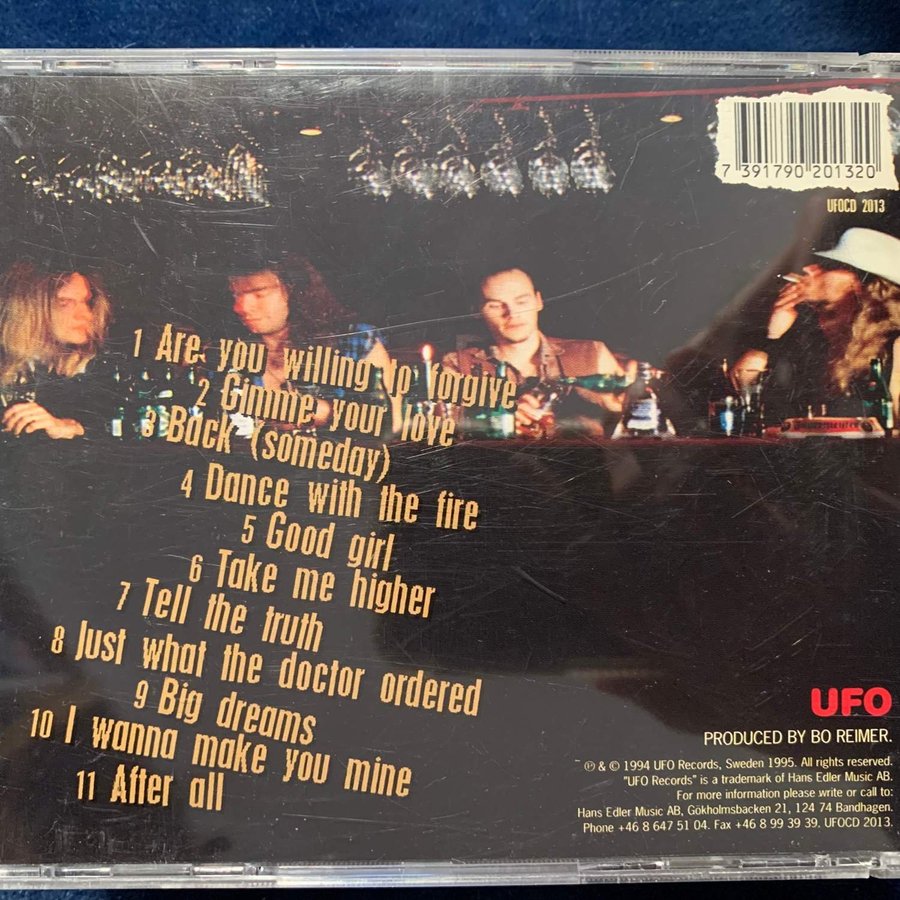 7 391790 201320
UFOCD 2013
1 Are you willing to forgive
2 Gimme your love
3 Back (someday)
4 Dance with the fire
5 Good girl
6 Take me higher
7 Tell the truth
8 Just what the doctor ordered
9 Big dreams
10 I wanna make you mine
11 After all
Jägermeister
UFO
PRODUCED BY BO REIMER.
℗ & © 1994 UFO Records, Sweden 1995. All rights reserved.
"UFO Records" is a trademark of Hans Edler Music AB.
For more information please write or call to:
Hans Edler Music AB, Gökholmsbacken 21, 124 74 Bandhagen.
Phone +46 8 647 51 04. Fax +46 8 99 39 39. UFOCD 2013.